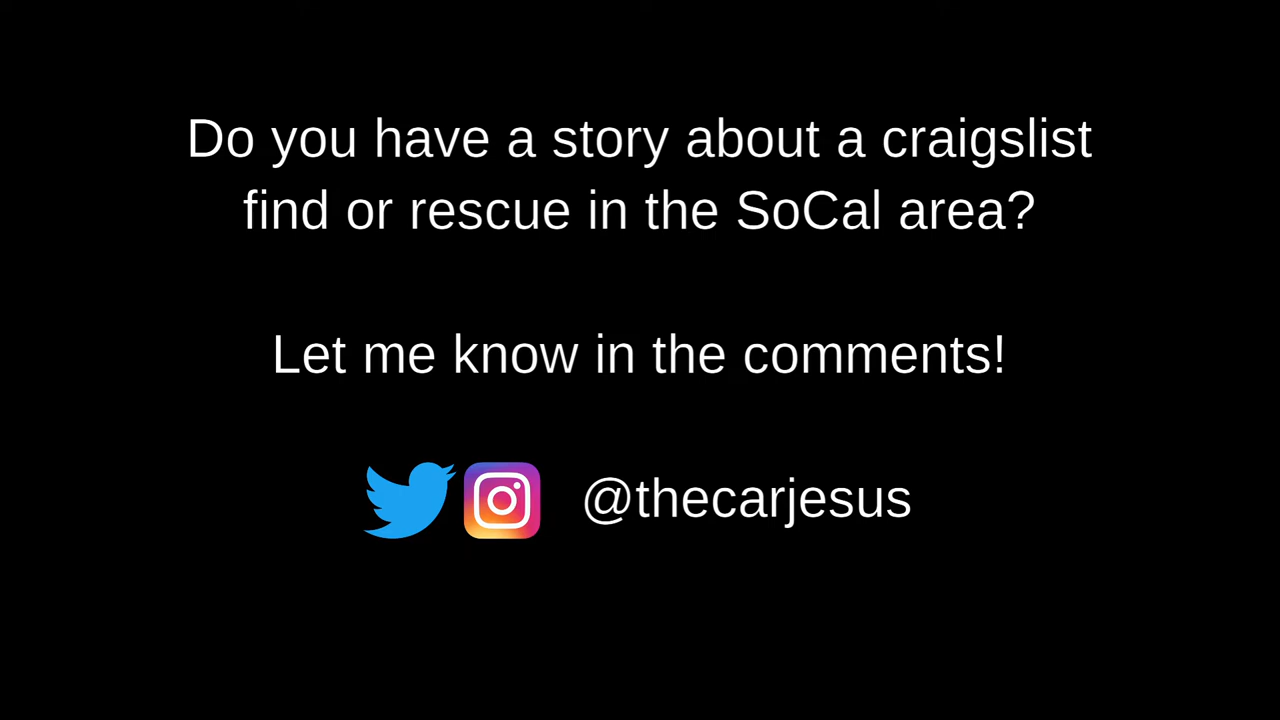 Do you have a story about a craigslist
find or rescue in the SoCal area?
Let me know in the comments!
@thecarjesus